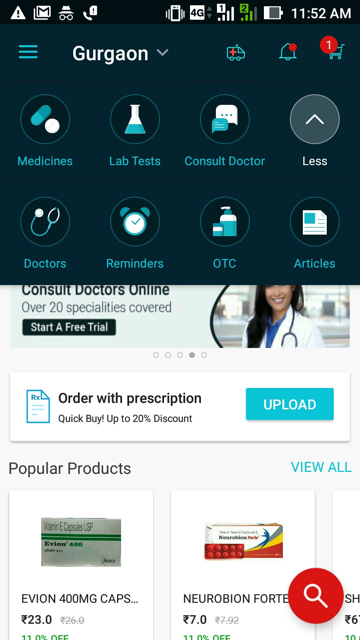 4G 1 2 11:52 AM
Gurgaon
1
Medicines Lab Tests Consult Doctor Less
Doctors Reminders OTC Articles
Consult Doctors Online
Over 20 specialities covered
Start A Free Trial
Rx
Order with prescription
Quick Buy! Up to 20% Discount
UPLOAD
Popular Products
VIEW ALL
Vitamin E Capsules USP
Evion 400
Neurobion Forte
EVION 400MG CAPS...
NEUROBION FORTE
SH
₹23.0 ₹26.0
₹7.0 ₹7.92
₹6
11.0% OFF
11.0% OFF
10